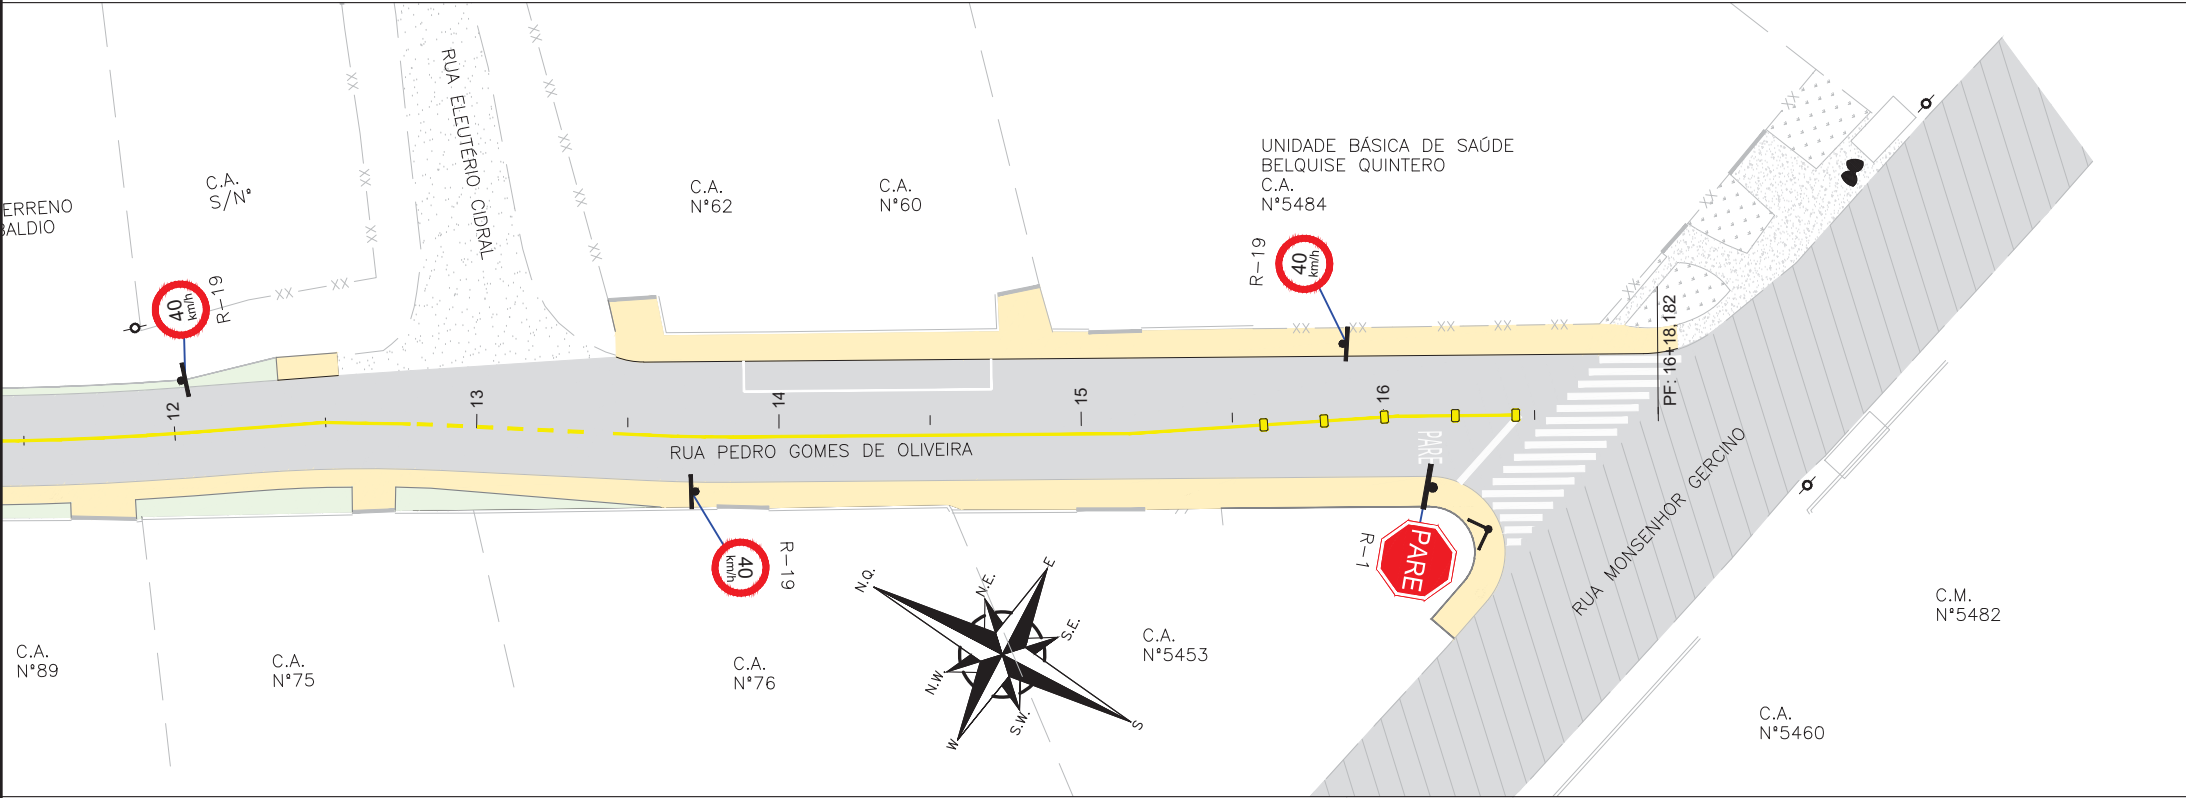 RUA ELEUTÉRIO CIDRAL
C.A.
S/N°
ERRENO
BALDIO
C.A.
N°62
C.A.
N°60
UNIDADE BÁSICA DE SAÚDE
BELQUISE QUINTERO
C.A.
N°5484
R-19
40
km/h
R-19
40
km/h
12
13
14
15
16
PF: 16+18,182
RUA PEDRO GOMES DE OLIVEIRA
PARE
RUA MONSENHOR GERCINO
40
km/h
R-19
R-1
PARE
N.Q.
N.E.
E
S.E.
S
S.W.
W
N.W
C.A.
N°89
C.A.
N°75
C.A.
N°76
C.A.
N°5453
C.M.
N°5482
C.A.
N°5460